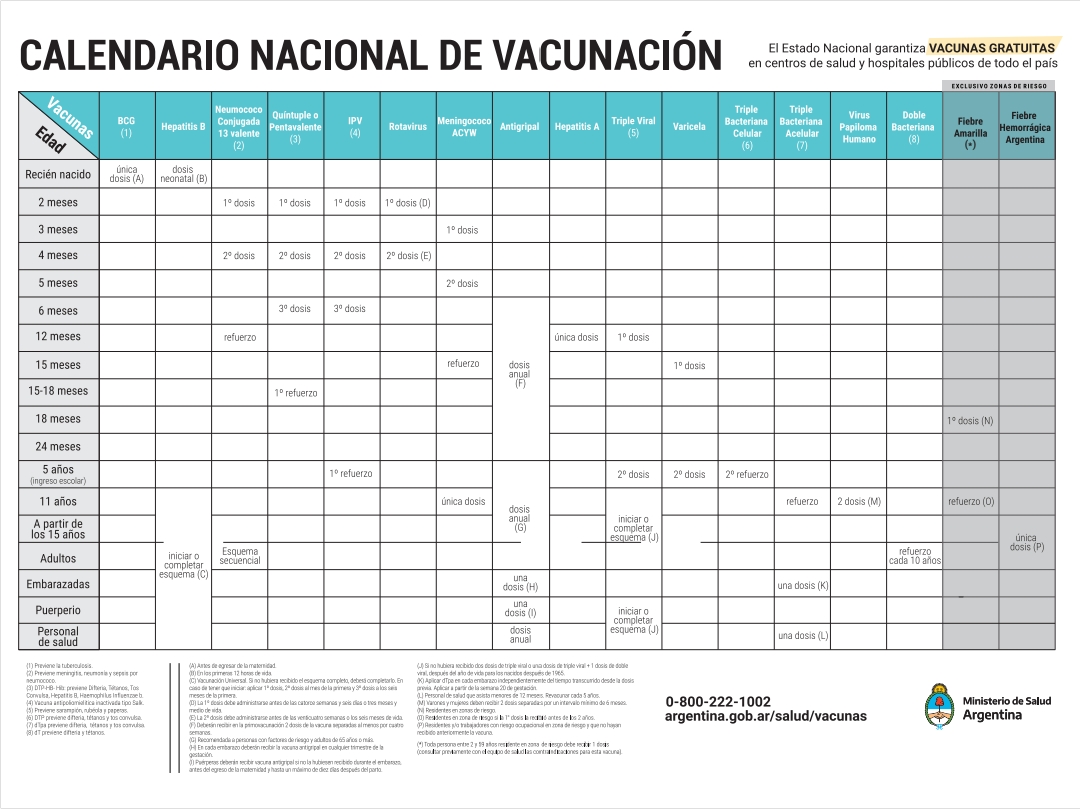 CALENDARIO NACIONAL DE VACUNACIÓN
El Estado Nacional garantiza VACUNAS GRATUITAS
en centros de salud y hospitales públicos de todo el país
EXCLUSIVO ZONAS DE RIESGO
Vacunas
Edad
BCG
(1)
Hepatitis B
Neumococo
Conjugada
13 valente
(2)
Quíntuple o
Pentavalente
(3)
IPV
(4)
Rotavirus
Meningococo
ACYW
Antigripal
Hepatitis A
Triple Viral
(5)
Varicela
Triple
Bacteriana
Celular
(6)
Triple
Bacteriana
Acelular
(7)
Virus
Papiloma
Humano
Doble
Bacteriana
(8)
Fiebre
Amarilla
(*)
Fiebre
Hemorrágica
Argentina
Recién nacido
única
dosis (A)
dosis
neonatal (B)
2 meses
1º dosis
1º dosis
1º dosis
1º dosis (D)
3 meses
1º dosis
4 meses
2º dosis
2º dosis
2º dosis
2º dosis (E)
5 meses
2º dosis
6 meses
3º dosis
3º dosis
12 meses
refuerzo
única dosis
1º dosis
15 meses
refuerzo
dosis
anual
(F)
1º dosis
15-18 meses
1º refuerzo
18 meses
1º dosis (N)
24 meses
5 años
(ingreso escolar)
1º refuerzo
2º dosis
2º dosis
2º refuerzo
11 años
única dosis
dosis
anual
(G)
refuerzo
2 dosis (M)
refuerzo (O)
A partir de
los 15 años
iniciar o
completar
esquema (J)
única
dosis (P)
Adultos
iniciar o
completar
esquema (C)
Esquema
secuencial
refuerzo
cada 10 años
Embarazadas
una
dosis (H)
una dosis (K)
Puerperio
una
dosis (I)
iniciar o
completar
esquema (J)
Personal
de salud
dosis
anual
una dosis (L)
(1) Previene la tuberculosis.
(2) Previene meningitis, neumonía y sepsis por
neumococo.
(3) DTP-HB- Hib: previene Difteria, Tétanos, Tos
Convulsa, Hepatitis B, Haemophilus Influenzae b.
(4) Vacuna antipoliomielítica inactivada tipo Salk.
(5) Previene sarampión, rubeola y paperas.
(6) DTP previene difteria, tétanos y tos convulsa.
(7) dTpa previene difteria, tétanos y tos convulsa.
(8) dT previene difteria y tétanos.
(A) Antes de egresar de la maternidad.
(B) En las primeras 12 horas de vida.
(C) Vacunación Universal. Si no hubiera recibido el esquema completo, deberá completarlo. En
caso de tener que iniciar: aplicar 1º dosis, 2º dosis al mes de la primera y 3º dosis a los seis
meses de la primera.
(D) La 1º dosis debe administrarse antes de las catorce semanas y seis días o tres meses y
medio de vida.
(E) La 2º dosis debe administrarse antes de las veinticuatro semanas o los seis meses de vida.
(F) Deberán recibir en la primovacunación 2 dosis de la vacuna separadas al menos por cuatro
semanas.
(G) Recomendada a personas con factores de riesgo y adultos de 65 años o más.
(H) En cada embarazo deberán recibir la vacuna antigripal en cualquier trimestre de la
gestación.
(I) Puérperas deberán recibir vacuna antigripal si no la hubiesen recibido durante el embarazo,
antes del egreso de la maternidad y hasta un máximo de diez días después del parto.
(J) Si no hubiera recibido dos dosis de triple viral o una dosis de triple viral + 1 dosis de doble
viral, después del año de vida para los nacidos después de 1965.
(K) Aplicar dTpa en cada embarazo independientemente del tiempo transcurrido desde la dosis
previa. Aplicar a partir de la semana 20 de gestación.
(L) Personal de salud que asista menores de 12 meses. Revacunar cada 5 años.
(M) Varones y mujeres deben recibir 2 dosis separadas por un intervalo mínimo de 6 meses.
(N) Residentes en zonas de riesgo.
(O) Residentes en zona de riesgo si la 1º dosis la recibió antes de los 2 años.
(P) Residentes y/o trabajadores con riesgo ocupacional en zona de riesgo y que no hayan
recibido anteriormente la vacuna.
(*) Toda persona entre 2 y 59 años residente en zona de riesgo debe recibir 1 dosis
(consultar previamente con el equipo de salud las contraindicaciones para esta vacuna).
0-800-222-1002
argentina.gob.ar/salud/vacunas
Ministerio de Salud
Argentina